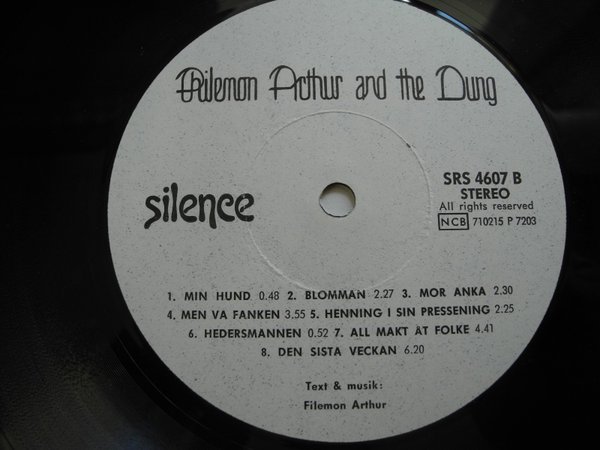 Philemon Arthur and the Dung
silence
SRS 4607 B
STEREO
All rights reserved
NCB 710215 P 7203
1. MIN HUND 0.48 2. BLOMMAN 2.27 3. MOR ANKA 2.30
4. MEN VA FANKEN 3.55 5. HENNING I SIN PRESSENING 2.25
6. HEDERSMANNEN 0.52 7. ALL MAKT ÅT FOLKE 4.41
8. DEN SISTA VECKAN 6.20
Text & musik:
Filemon Arthur